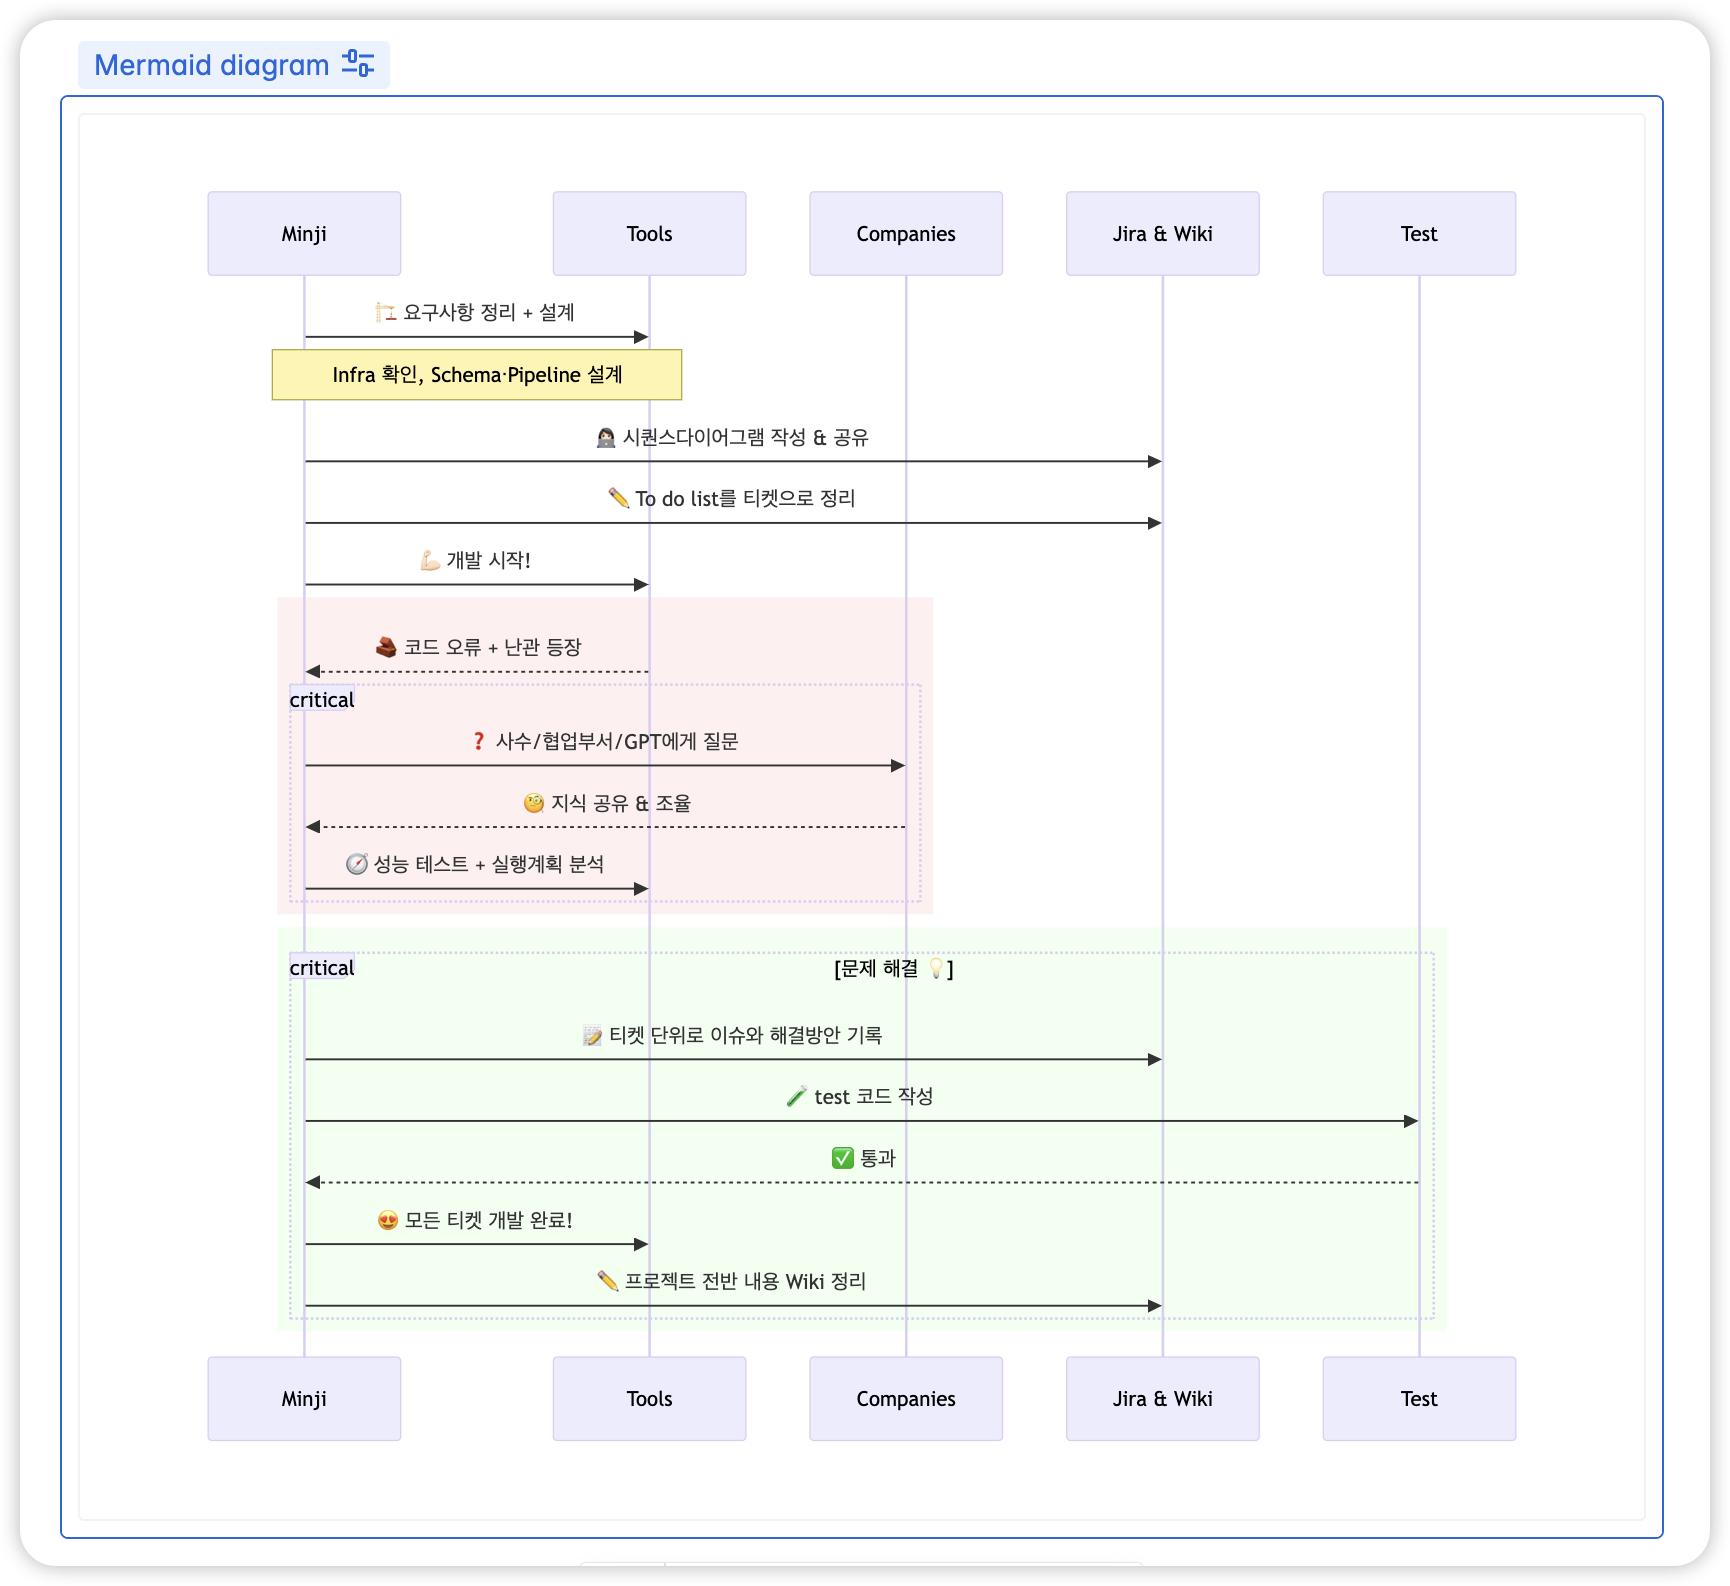 Mermaid diagram
Minji
Tools
Companies
Jira & Wiki
Test
🏗️ 요구사항 정리 + 설계
Infra 확인, Schema·Pipeline 설계
👩🏻‍💻 시퀀스다이어그램 작성 & 공유
✏️ To do list를 티켓으로 정리
💪🏻 개발 시작!
🧱 코드 오류 + 난관 등장
critical
❓ 사수/협업부서/GPT에게 질문
🧐 지식 공유 & 조율
🧭 성능 테스트 + 실행계획 분석
critical
[문제 해결 💡]
📝 티켓 단위로 이슈와 해결방안 기록
🧪 test 코드 작성
✅ 통과
😍 모든 티켓 개발 완료!
✏️ 프로젝트 전반 내용 Wiki 정리
Minji
Tools
Companies
Jira & Wiki
Test